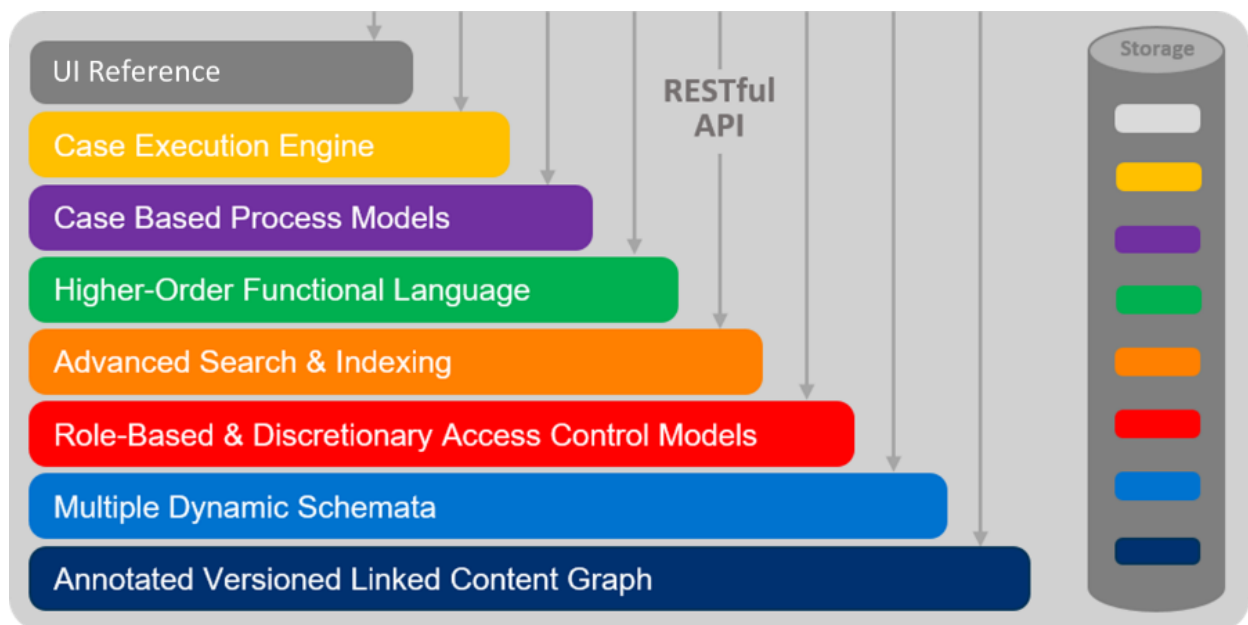 UI Reference
Case Execution Engine
Case Based Process Models
Higher-Order Functional Language
Advanced Search & Indexing
Role-Based & Discretionary Access Control Models
Multiple Dynamic Schemata
Annotated Versioned Linked Content Graph
RESTful
API
Storage